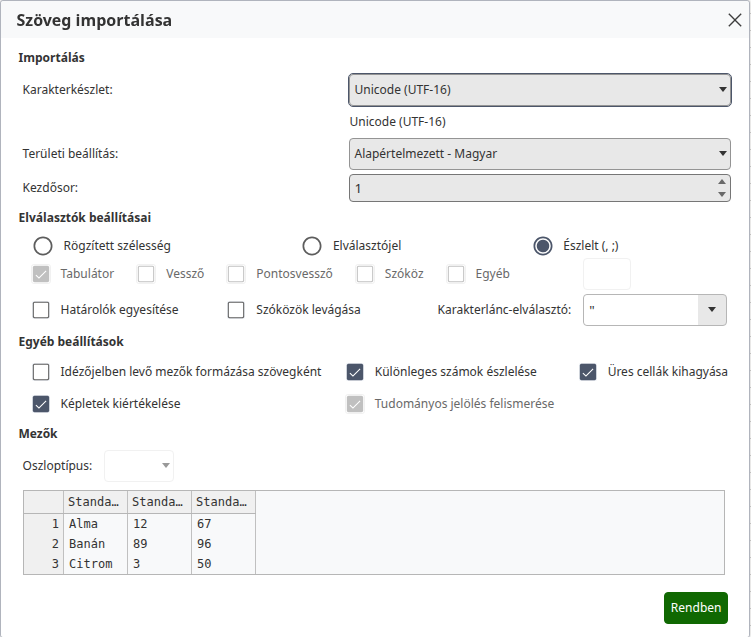 Szöveg importálása
Importálás
Karakterkészlet: Unicode (UTF-16)
Unicode (UTF-16)
Területi beállítás: Alapértelmezett - Magyar
Kezdősor: 1
Elválasztók beállításai
Rögzített szélesség Elválasztójel Észlelt (, ;)
Tabulátor Vessző Pontosvessző Szóköz Egyéb
Határolók egyesítése Szóközök levágása Karakterlánc-elválasztó: "
Egyéb beállítások
Idézőjelben levő mezők formázása szövegként Különleges számok észlelése Üres cellák kihagyása
Képletek kiértékelése Tudományos jelölés felismerése
Mezők
Oszloptípus:
Standa… Standa… Standa…
1 Alma 12 67
2 Banán 89 96
3 Citrom 3 50
Rendben